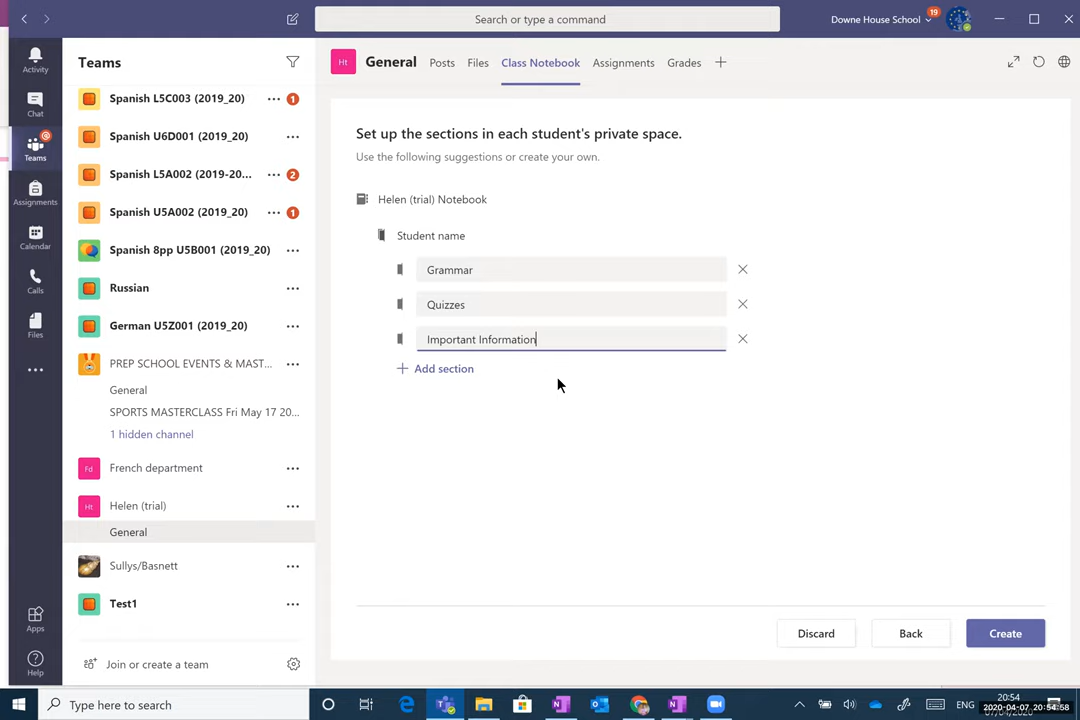 Search or type a command
Downe House School
19
Activity
Chat
Teams
Assignments
Calendar
Calls
Files
Apps
Help
Teams
Spanish L5C003 (2019_20)
1
Spanish U6D001 (2019_20)
Spanish L5A002 (2019-20...
2
Spanish U5A002 (2019_20)
1
Spanish 8pp U5B001 (2019_20)
Russian
German U5Z001 (2019_20)
PREP SCHOOL EVENTS & MAST...
General
SPORTS MASTERCLASS Fri May 17 20...
1 hidden channel
Fd
French department
Ht
Helen (trial)
General
Sullys/Basnett
Test1
Join or create a team
Ht
General
Posts
Files
Class Notebook
Assignments
Grades
Set up the sections in each student's private space.
Use the following suggestions or create your own.
Helen (trial) Notebook
Student name
Grammar
Quizzes
Important Information
Add section
Discard
Back
Create
Type here to search
ENG
20:54
2020-04-07 20:54:58